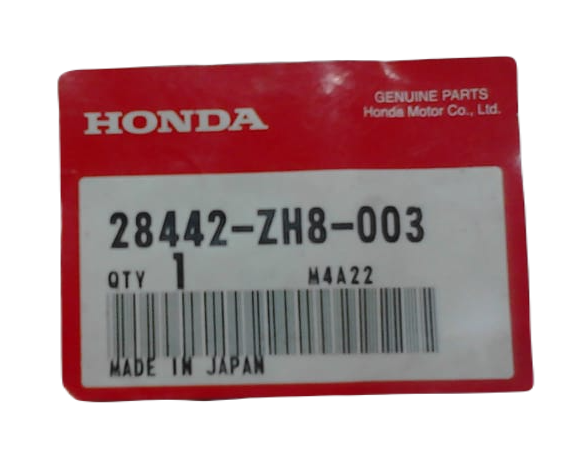 GENUINE PARTS
HONDA Honda Motor Co., Ltd.
28442-ZH8-003
QTY 1 M4A22
MADE IN JAPAN